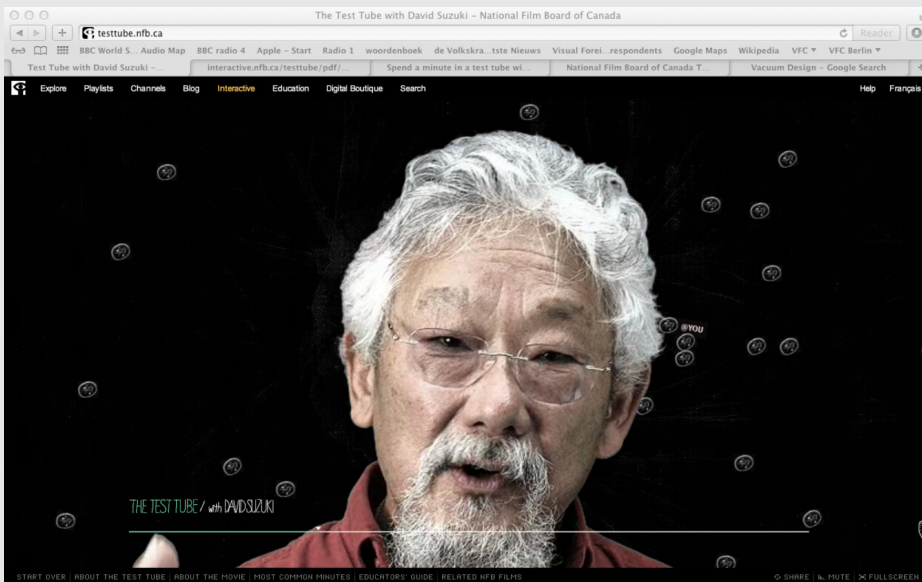 The Test Tube with David Suzuki – National Film Board of Canada
testtube.nfb.ca
Reader
BBC World S... Audio Map BBC radio 4 Apple – Start Radio 1 woordenboek de Volkskra...tste Nieuws Visual Forei...respondents Google Maps Wikipedia VFC VFC Berlin
Test Tube with David Suzuki –... interactive.nfb.ca/testtube/pdf/... Spend a minute in a test tube wi... National Film Board of Canada T... Vacuum Design – Google Search
Explore Playlists Channels Blog Interactive Education Digital Boutique Search Help Français
@YOU
THE TEST TUBE / with DAVID SUZUKI
START OVER | ABOUT THE TEST TUBE | ABOUT THE MOVIE | MOST COMMON MINUTES | EDUCATORS' GUIDE | RELATED NFB FILMS SHARE | MUTE | FULLSCREEN